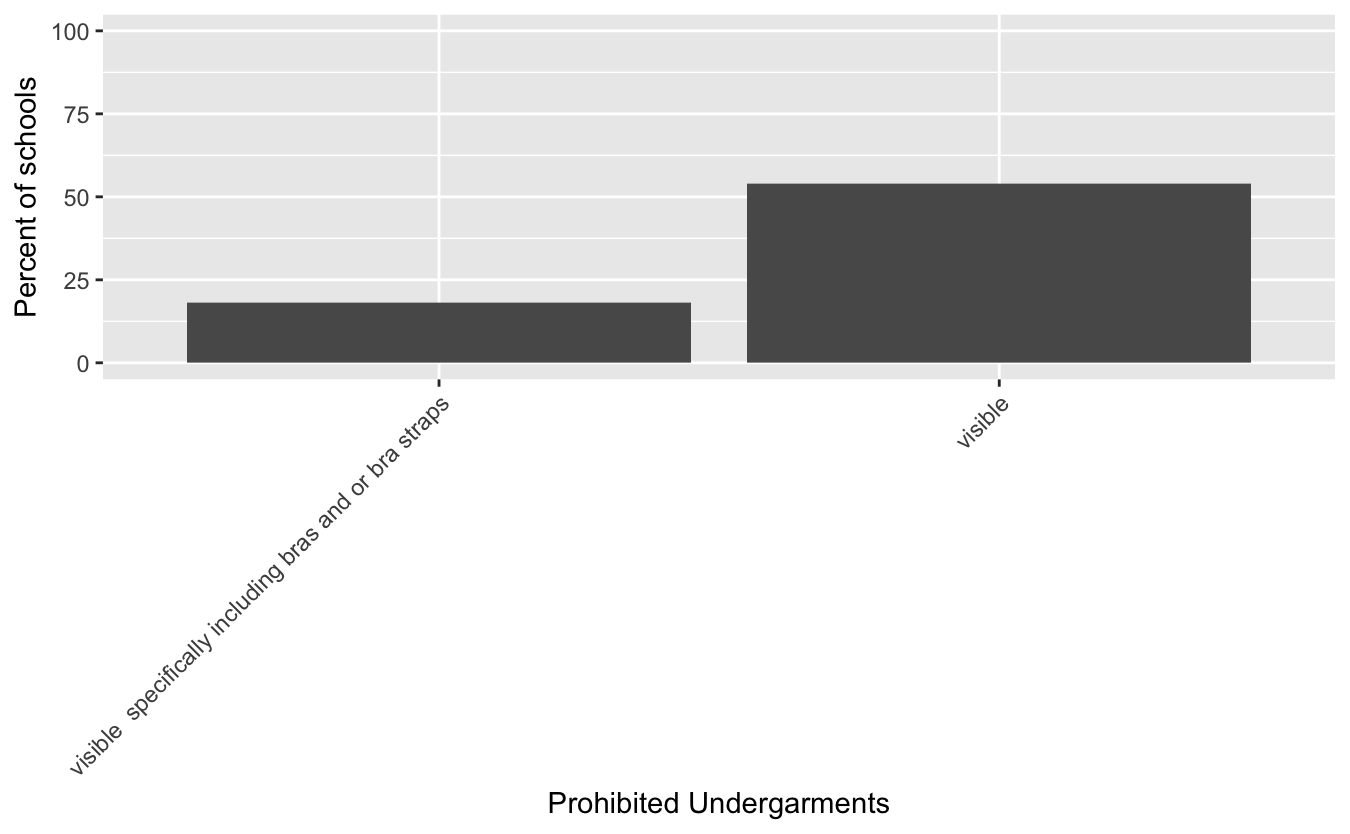 100
75
50
25
0
Percent of schools
visible  specifically including bras and or bra straps
visible
Prohibited Undergarments